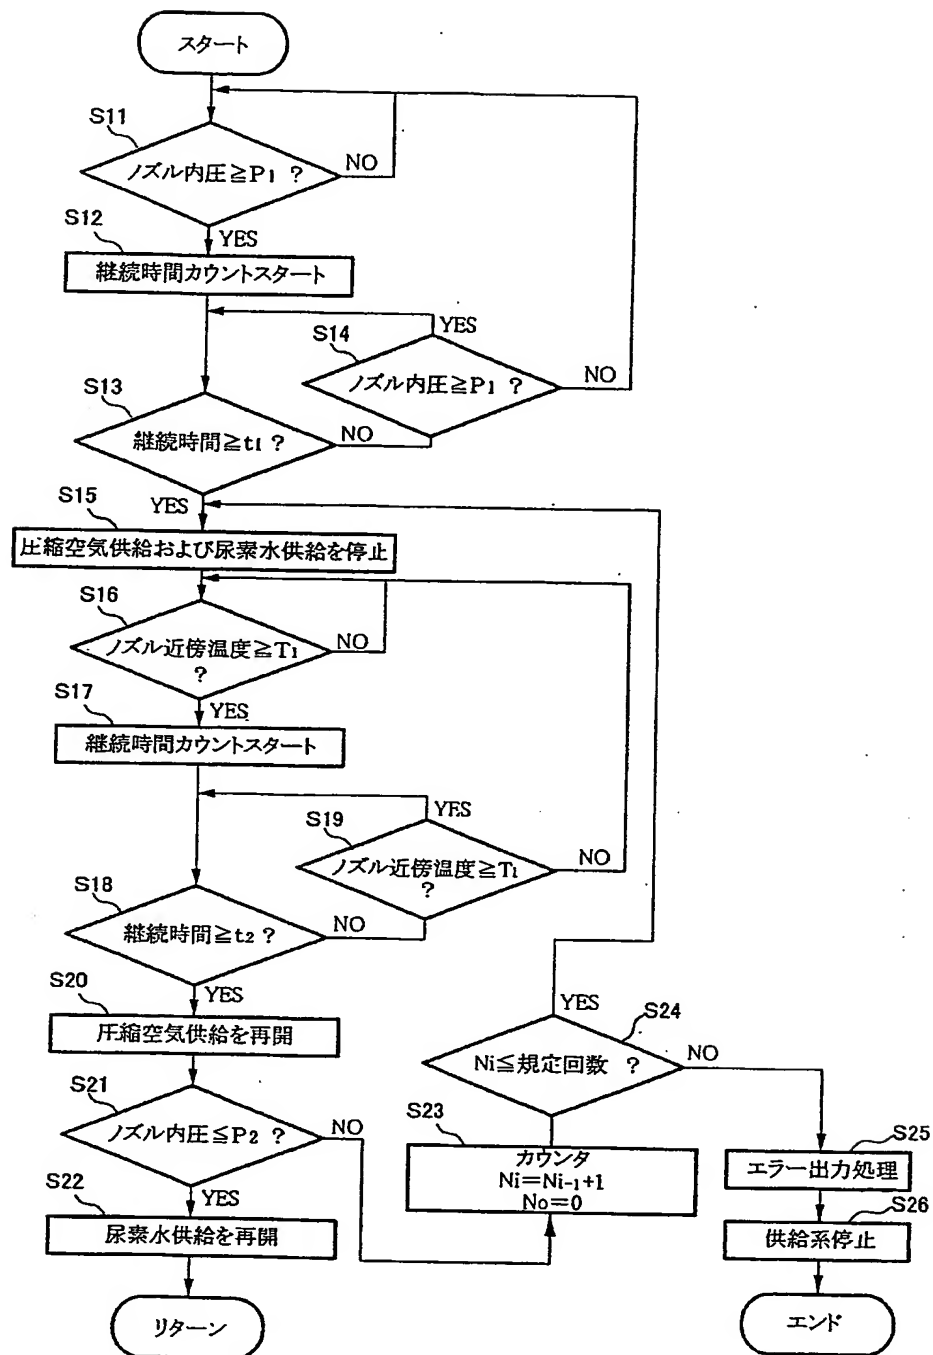 スタート
S11
ノズル内圧≧P1 ?
NO
YES
S12
継続時間カウントスタート
YES
S14
ノズル内圧≧P1 ?
NO
S13
継続時間≧t1 ?
NO
YES
S15
圧縮空気供給および尿素水供給を停止
S16
ノズル近傍温度≧T1
?
NO
YES
S17
継続時間カウントスタート
YES
S19
ノズル近傍温度≧T1
?
NO
S18
継続時間≧t2 ?
NO
YES
S20
圧縮空気供給を再開
YES
S24
Ni≦規定回数 ?
NO
S21
ノズル内圧≦P2 ?
NO
YES
S23
カウンタ
Ni=Ni-1+1
No=0
S25
エラー出力処理
S22
尿素水供給を再開
S26
供給系停止
リターン
エンド